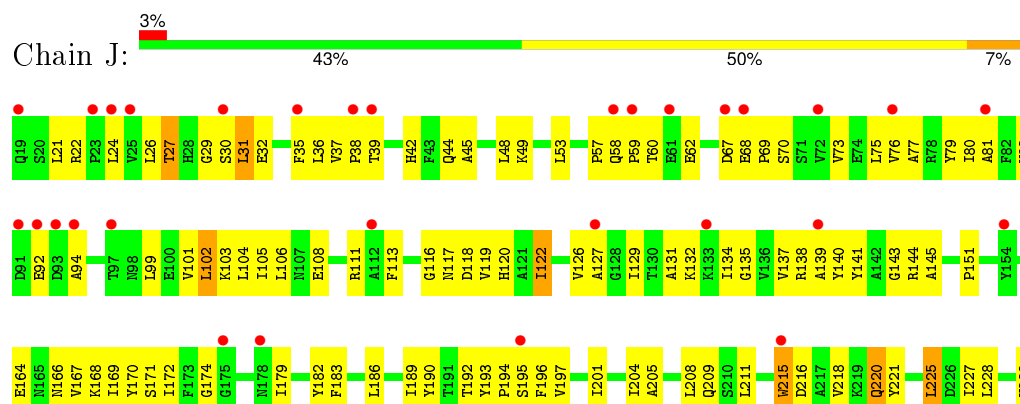 3%
Chain J:
43% 50% 7%
Q19 S20 L21 R22 P23 L24 V25 L26 T27 H28 G29 S30 L31 E32 F35 L36 V37 P38 T39 H42 F43 Q44 A45 L48 K49 L53 P57 Q58 P59 T60 E61 E62 D67 E68 P69 S70 S71 V72 V73 E74 L75 V76 A77 R78 Y79 I80 A81 F82
D91 E92 D93 A94 T97 N98 L99 E100 V101 L102 K103 L104 I105 L106 N107 E108 R111 A112 F113 G116 N117 D118 V119 H120 A121 I122 V126 A127 G128 I129 T130 A131 K132 K133 I134 G135 V136 V137 R138 A139 Y140 Y141 A142 G143 R144 A145 P151 Y154
E164 N165 N166 V167 K168 I169 Y170 S171 I172 F173 G174 G175 N178 I179 Y182 F183 L186 I189 Y190 T191 T192 Y193 P194 S195 F196 V197 I201 I204 A205 L208 Q209 S210 L211 W215 D216 A217 V218 K219 Q220 Y221 L225 D226 I227 L228